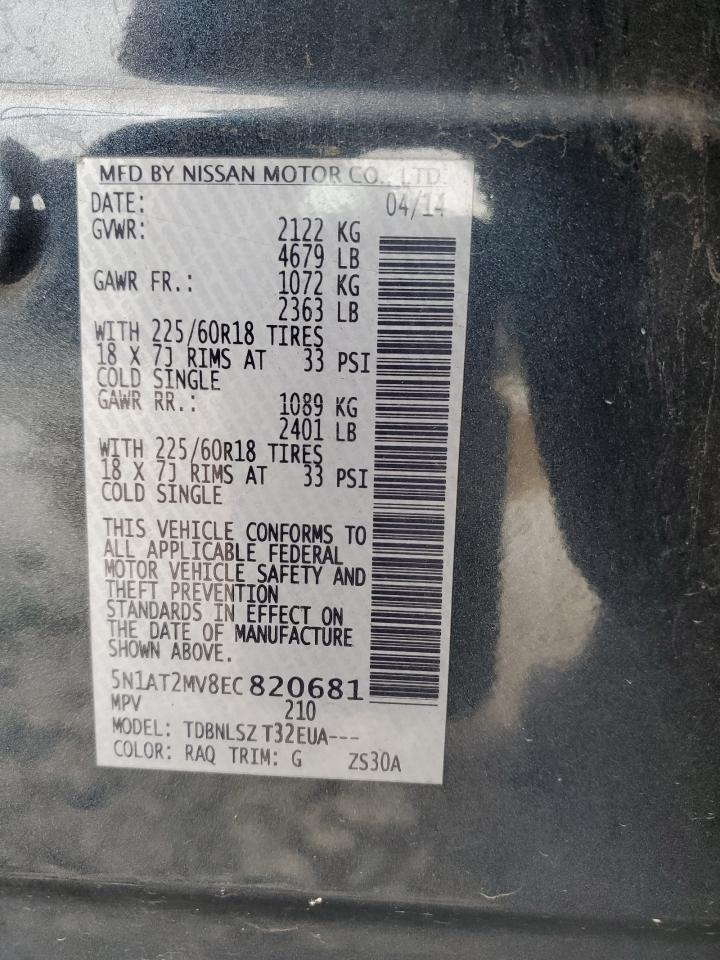 MFD BY NISSAN MOTOR CO., LTD.
DATE: 04/14
GVWR: 2122 KG
4679 LB
GAWR FR.: 1072 KG
2363 LB
WITH 225/60R18 TIRES
18 X 7J RIMS AT 33 PSI
COLD SINGLE
GAWR RR.: 1089 KG
2401 LB
WITH 225/60R18 TIRES
18 X 7J RIMS AT 33 PSI
COLD SINGLE
THIS VEHICLE CONFORMS TO
ALL APPLICABLE FEDERAL
MOTOR VEHICLE SAFETY AND
THEFT PREVENTION
STANDARDS IN EFFECT ON
THE DATE OF MANUFACTURE
SHOWN ABOVE.
5N1AT2MV8EC820681
MPV 210
MODEL: TDBNLSZ T32EUA---
COLOR: RAQ TRIM: G ZS30A